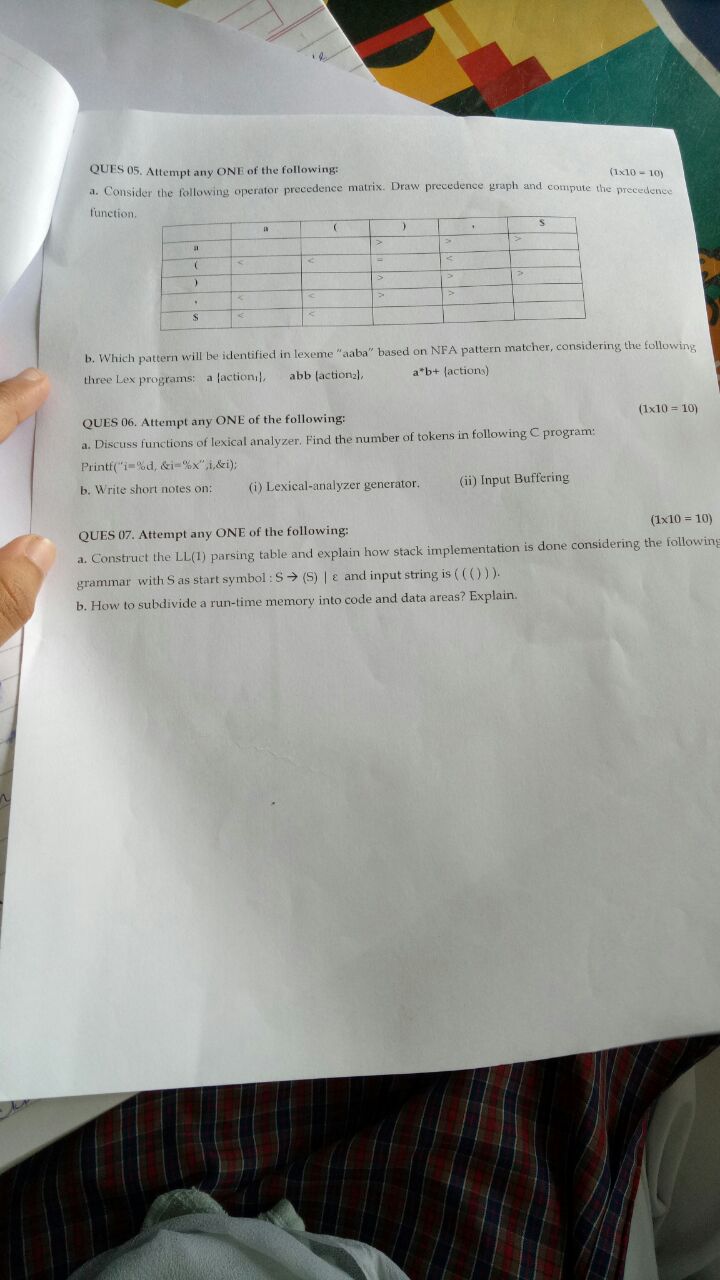 QUES 05. Attempt any ONE of the following: (1x10 = 10)
a. Consider the following operator precedence matrix. Draw precedence graph and compute the precedence
function.
a ( ) , $
a > > >
( < < = <
) > > >
, < < > >
$ < <
b. Which pattern will be identified in lexeme "aaba" based on NFA pattern matcher, considering the following
three Lex programs: a {action₁}, abb {action₂}, a*b+ {action₃}
QUES 06. Attempt any ONE of the following: (1x10 = 10)
a. Discuss functions of lexical analyzer. Find the number of tokens in following C program:
Printf("i=%d, &i=%x",i,&i);
b. Write short notes on: (i) Lexical-analyzer generator. (ii) Input Buffering
QUES 07. Attempt any ONE of the following: (1x10 = 10)
a. Construct the LL(1) parsing table and explain how stack implementation is done considering the following
grammar with S as start symbol : S → (S) | ε and input string is ( ( ( ) ) ).
b. How to subdivide a run-time memory into code and data areas? Explain.